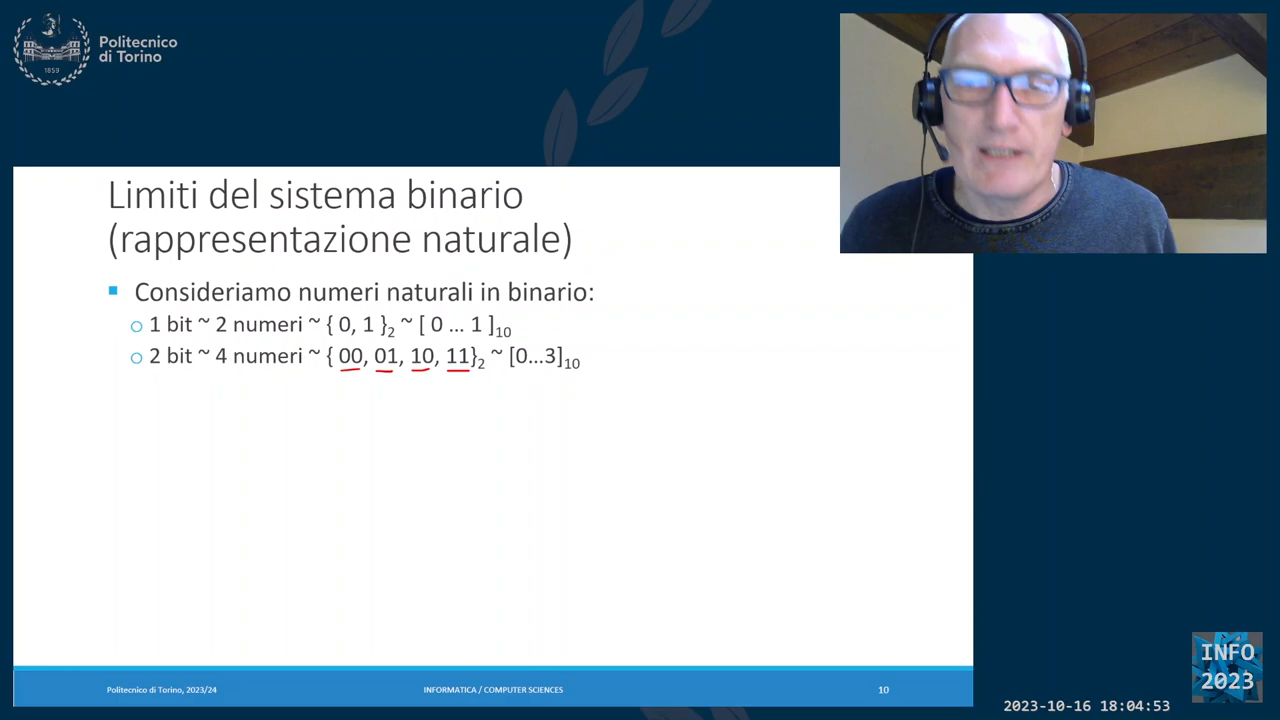 Politecnico
di Torino
1859
Limiti del sistema binario
(rappresentazione naturale)
Consideriamo numeri naturali in binario:
1 bit ~ 2 numeri ~ { 0, 1 }2 ~ [ 0 … 1 ]10
2 bit ~ 4 numeri ~ { 00, 01, 10, 11}2 ~ [0…3]10
Politecnico di Torino, 2023/24
INFORMATICA / COMPUTER SCIENCES
10
INFO
2023
2023-10-16 18:04:53